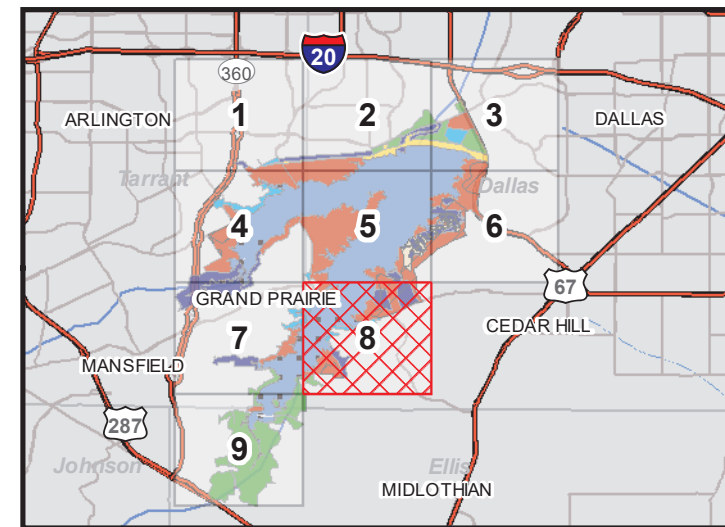 20
360
1
2
3
ARLINGTON
DALLAS
Tarrant
Dallas
4
5
6
GRAND PRAIRIE
67
7
8
CEDAR HILL
MANSFIELD
287
9
Johnson
Ellis
MIDLOTHIAN